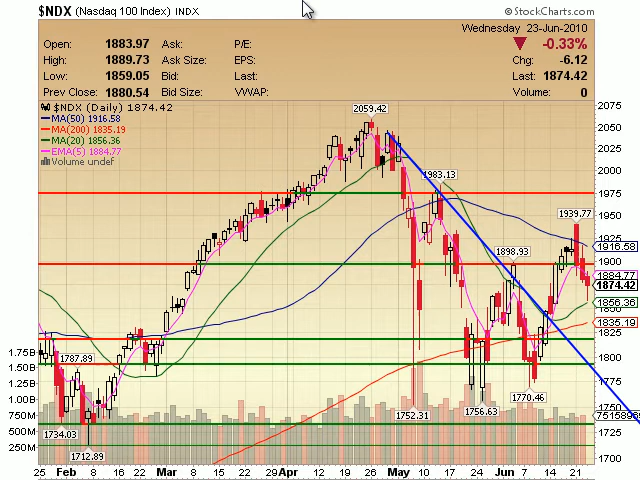 $NDX (Nasdaq 100 Index) INDX
© StockCharts.com
Wednesday 23-Jun-2010
Open: 1883.97 Ask: P/E: -0.33%
High: 1889.73 Ask Size: EPS: Chg: -6.12
Low: 1859.05 Bid: Last: Last: 1874.42
Prev Close: 1880.54 Bid Size: VWAP: Volume: 0
$NDX (Daily) 1874.42
MA(50) 1916.58
MA(200) 1835.19
MA(20) 1856.36
EMA(5) 1884.77
Volume undef
2059.42
1983.13
1939.77
1898.93
1787.89
1770.46
1756.63
1752.31
1734.03
1712.89
2075
2050
2025
2000
1975
1950
1925
1916.58
1900
1884.77
1874.42
1856.36
1850
1835.19
1825
1800
1775
1750
1725
1700
1.75B
1.50B
1.25B
1.00B
750M
500M
250M
25 Feb 8 16 22 Mar 8 15 22 29 Apr 12 19 26 May 10 17 24 Jun 7 14 21